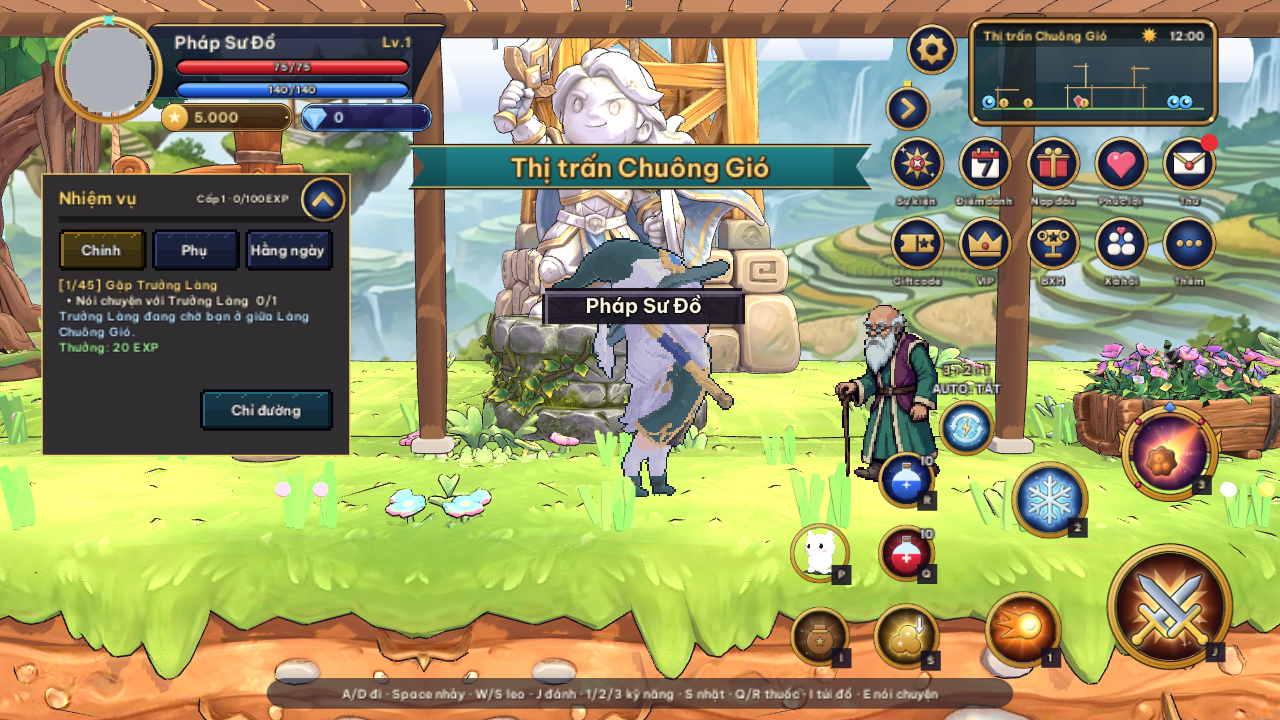 Pháp Sư Đồ
Lv.1
75/75
140/140
5.000
0
Thị trấn Chuông Gió
12:00
Thị trấn Chuông Gió
Nhiệm vụ
Cấp 1 · 0/100 EXP
Chính
Phụ
Hằng ngày
[1/45] Gặp Trưởng Làng
• Nói chuyện với Trưởng Làng 0/1
Trưởng Làng đang chờ bạn ở giữa Làng
Chuông Gió.
Thưởng: 20 EXP
Chỉ đường
7
Sự kiện
Điểm danh
Nạp đầu
Phúc lợi
Thư
Giftcode
VIP
BXH
Xã hội
Thêm
Pháp Sư Đồ
AUTO: TẮT
10
R
3
2
10
Q
P
I
S
1
J
A/D đi · Space nhảy · W/S leo · J đánh · 1/2/3 kỹ năng · S nhặt · Q/R thuốc · I túi đồ · E nói chuyện